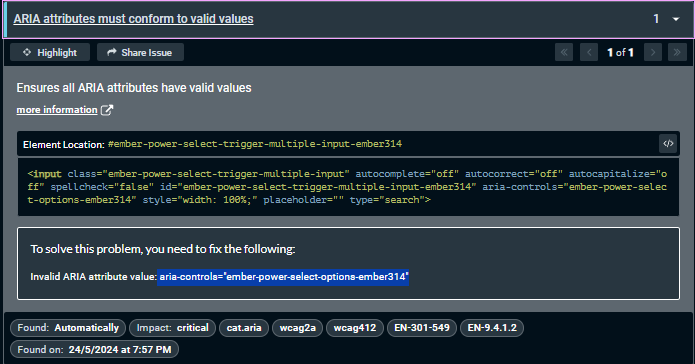 ARIA attributes must conform to valid values 1
Highlight Share Issue 1 of 1
Ensures all ARIA attributes have valid values
more information
Element Location: #ember-power-select-trigger-multiple-input-ember314 </>
<input class="ember-power-select-trigger-multiple-input" autocomplete="off" autocorrect="off" autocapitalize="o
ff" spellcheck="false" id="ember-power-select-trigger-multiple-input-ember314" aria-controls="ember-power-selec
t-options-ember314" style="width: 100%;" placeholder="" type="search">
To solve this problem, you need to fix the following:
Invalid ARIA attribute value: aria-controls="ember-power-select-options-ember314"
Found: Automatically Impact: critical cat.aria wcag2a wcag412 EN-301-549 EN-9.4.1.2
Found on: 24/5/2024 at 7:57 PM